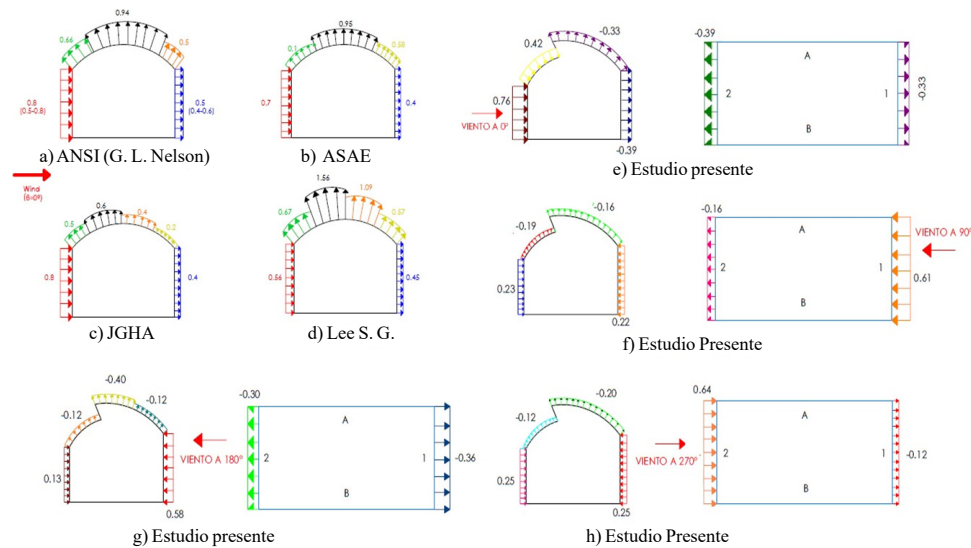 0.94
0.66
0.5
0.8
(0.5-0.8)
0.5
(0.4-0.6)
a) ANSI (G. L. Nelson)
0.95
0.1
0.58
0.7
0.4
b) ASAE
0.42
-0.33
0.76
VIENTO A 0º
-0.39
-0.39
A
2
1
B
-0.33
e) Estudio presente
Wind
0.6
0.5
0.4
0.2
0.8
0.4
c) JGHA
1.56
1.09
0.67
0.57
0.56
0.45
d) Lee S. G.
-0.16
-0.19
0.23
0.22
-0.16
A
2
1
B
VIENTO A 90º
0.61
f) Estudio Presente
-0.40
-0.12
-0.12
0.13
VIENTO A 180º
0.58
-0.30
A
2
1
B
-0.36
g) Estudio presente
-0.20
-0.12
0.25
0.25
VIENTO A 270º
0.64
A
2
1
B
-0.12
h) Estudio Presente